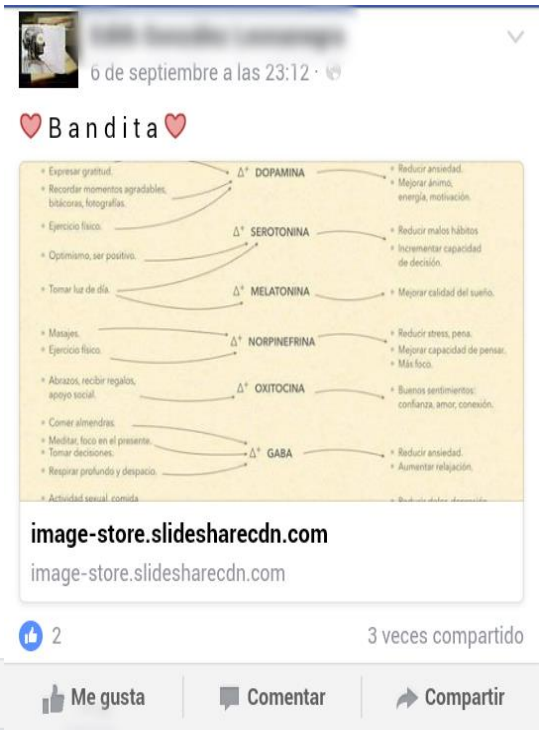 6 de septiembre a las 23:12 ·
B a n d i t a
• Expresar gratitud.
• Recordar momentos agradables,
bitácoras, fotografías.
• Ejercicio físico.
• Optimismo, ser positivo.
• Tomar luz de día.
• Masajes.
• Ejercicio físico.
• Abrazos, recibir regalos,
apoyo social.
• Comer almendras.
• Meditar, foco en el presente.
• Tomar decisiones.
• Respirar profundo y despacio.
• Actividad sexual, comida
Δ⁺ DOPAMINA
Δ⁺ SEROTONINA
Δ⁺ MELATONINA
Δ⁺ NORPINEFRINA
Δ⁺ OXITOCINA
Δ⁺ GABA
• Reducir ansiedad.
• Mejorar ánimo,
energía, motivación.
• Reducir malos hábitos
• Incrementar capacidad
de decisión.
• Mejorar calidad del sueño.
• Reducir stress, pena.
• Mejorar capacidad de pensar.
• Más foco.
• Buenos sentimientos:
confianza, amor, conexión.
• Reducir ansiedad.
• Aumentar relajación.
• Reducir dolor, depresión
image-store.slidesharecdn.com
image-store.slidesharecdn.com
2
3 veces compartido
Me gusta
Comentar
Compartir